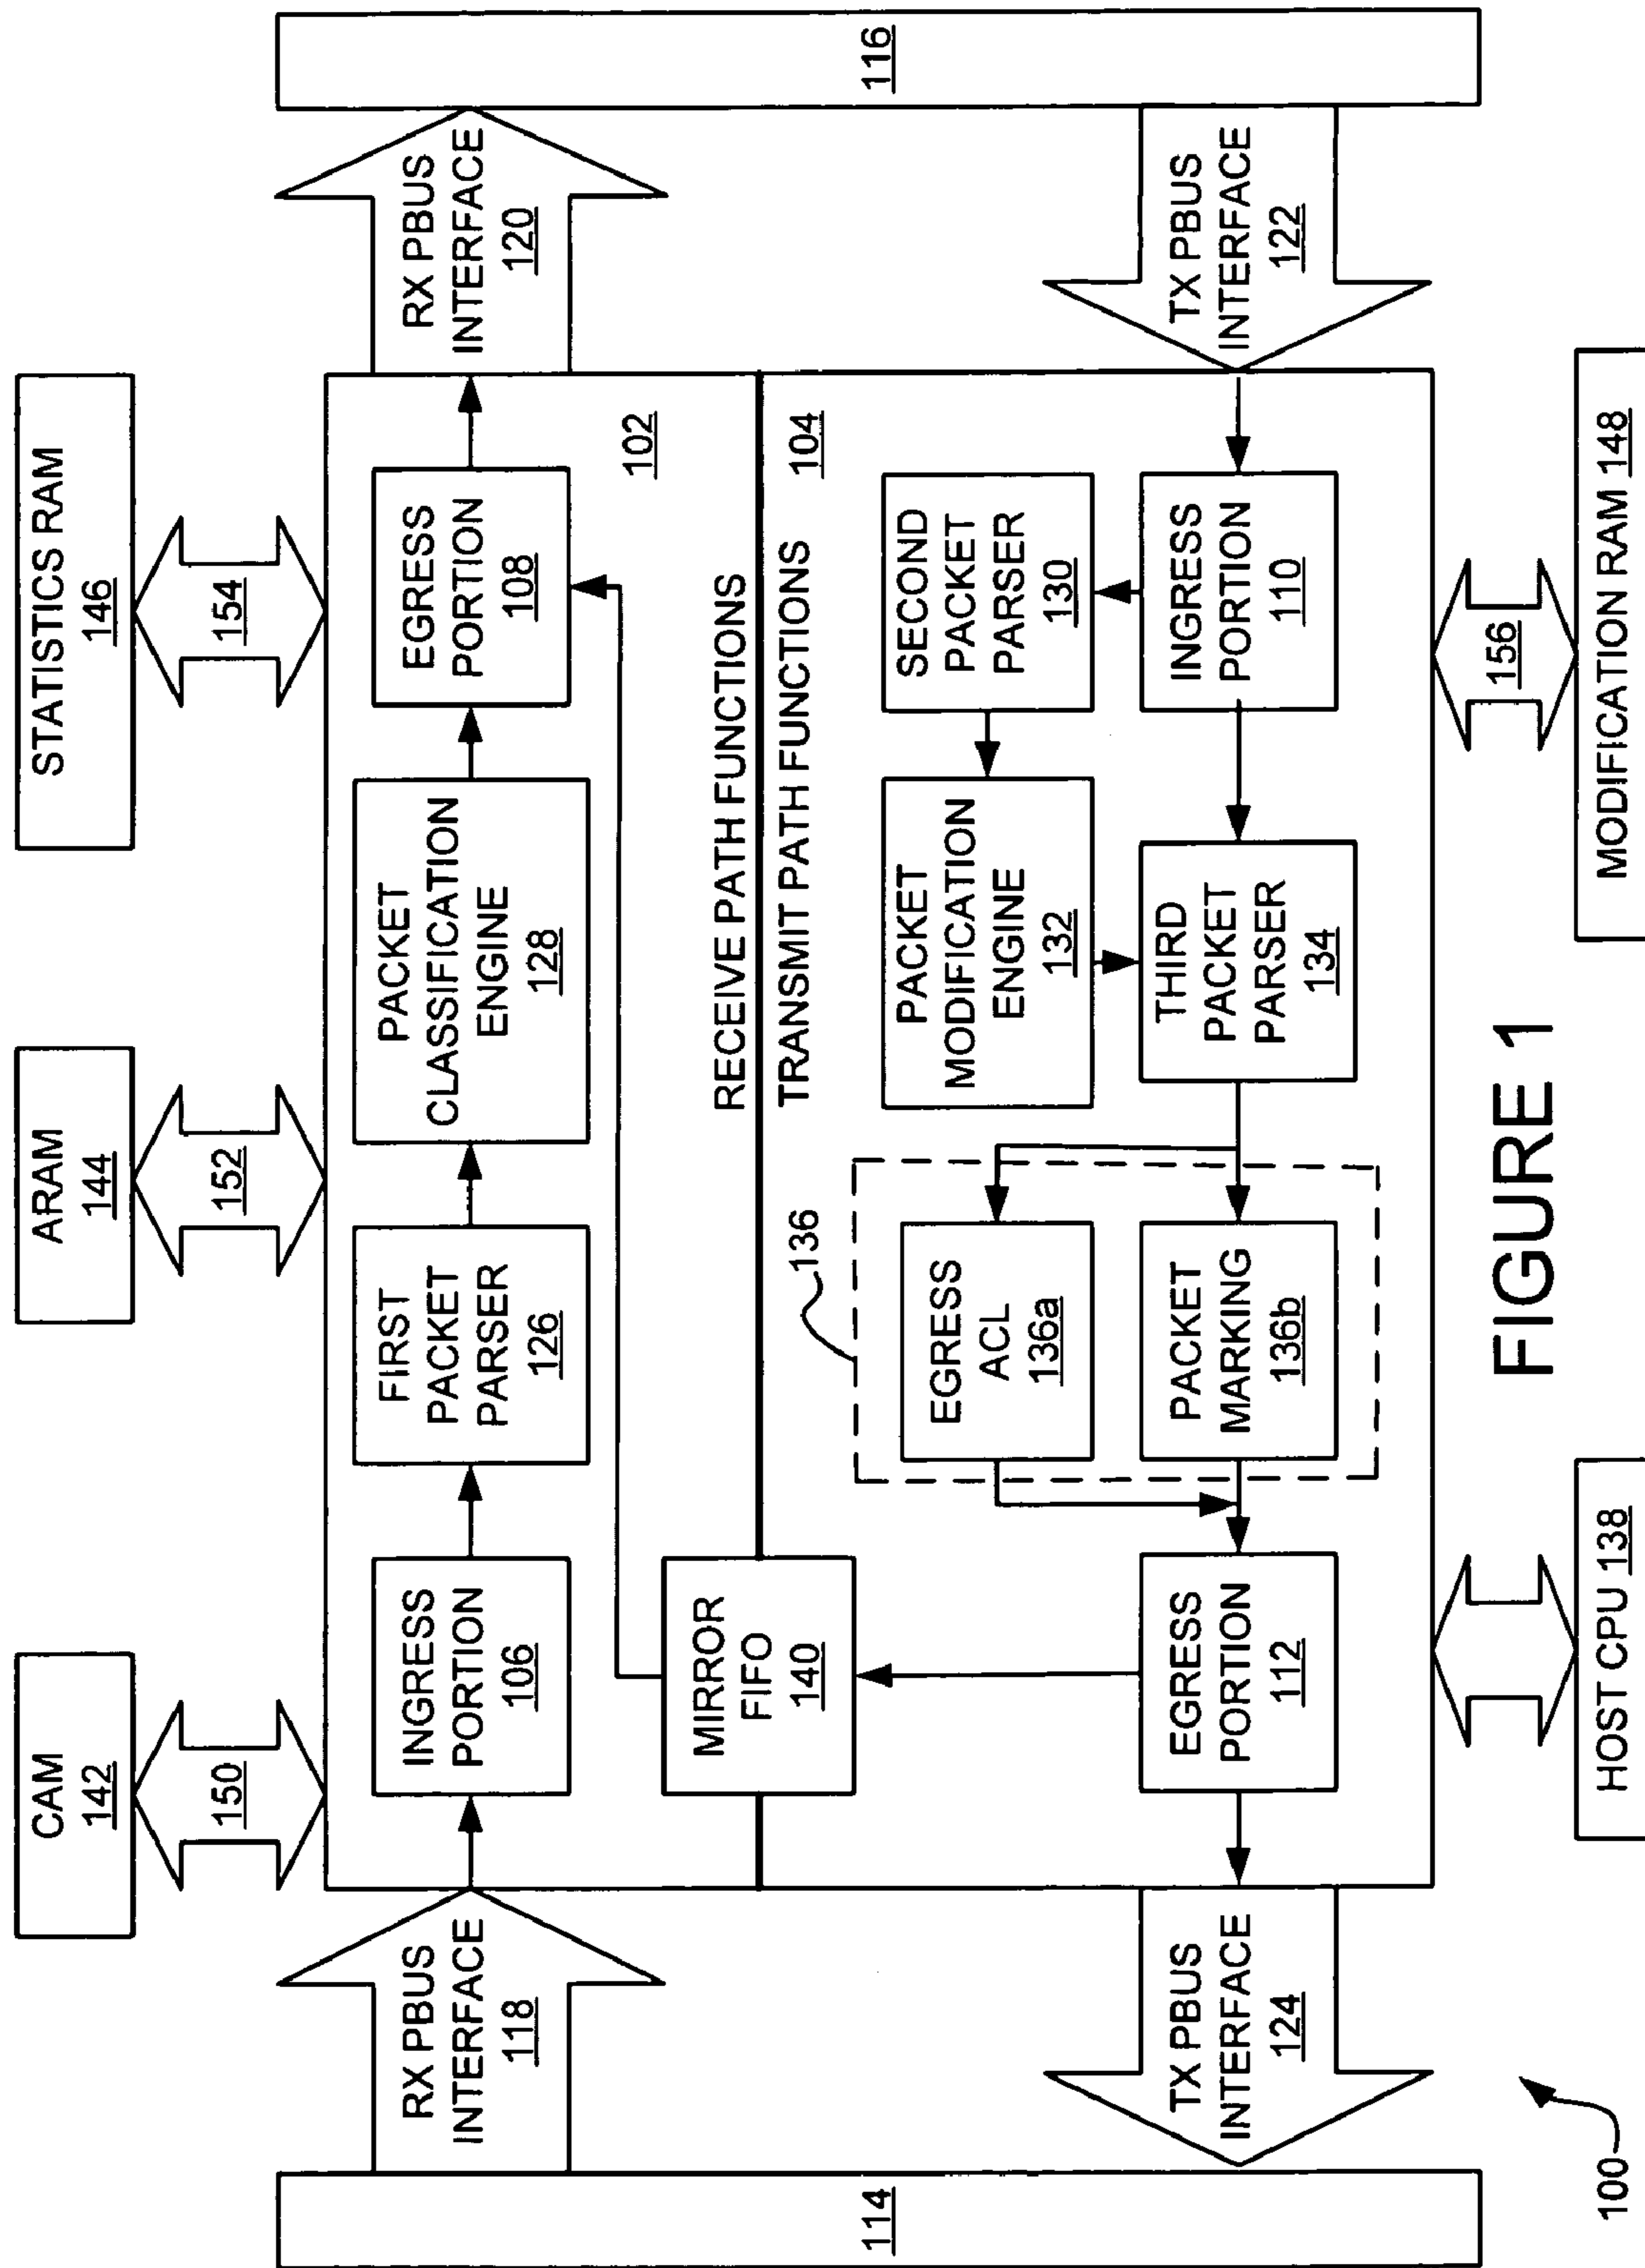 CAM
142
ARAM
144
STATISTICS RAM
146
150
152
154
RX PBUS
INTERFACE
118
INGRESS
PORTION
106
FIRST
PACKET
PARSER
126
PACKET
CLASSIFICATION
ENGINE
128
EGRESS
PORTION
108
RX PBUS
INTERFACE
120
102
RECEIVE PATH FUNCTIONS
TRANSMIT PATH FUNCTIONS
104
MIRROR
FIFO
140
136
EGRESS
ACL
136a
PACKET
MODIFICATION
ENGINE
132
SECOND
PACKET
PARSER
130
TX PBUS
INTERFACE
124
EGRESS
PORTION
112
PACKET
MARKING
136b
THIRD
PACKET
PARSER
134
INGRESS
PORTION
110
TX PBUS
INTERFACE
122
114
116
156
HOST CPU 138
MODIFICATION RAM 148
100
FIGURE 1